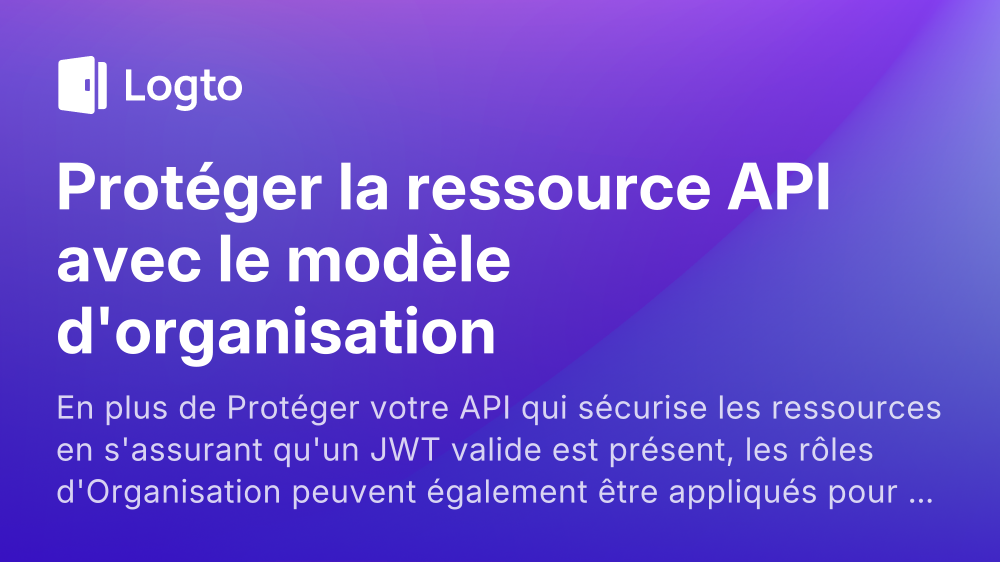 Logto
Protéger la ressource API
avec le modèle
d'organisation
En plus de Protéger votre API qui sécurise les ressources
en s'assurant qu'un JWT valide est présent, les rôles
d'Organisation peuvent également être appliqués pour ...